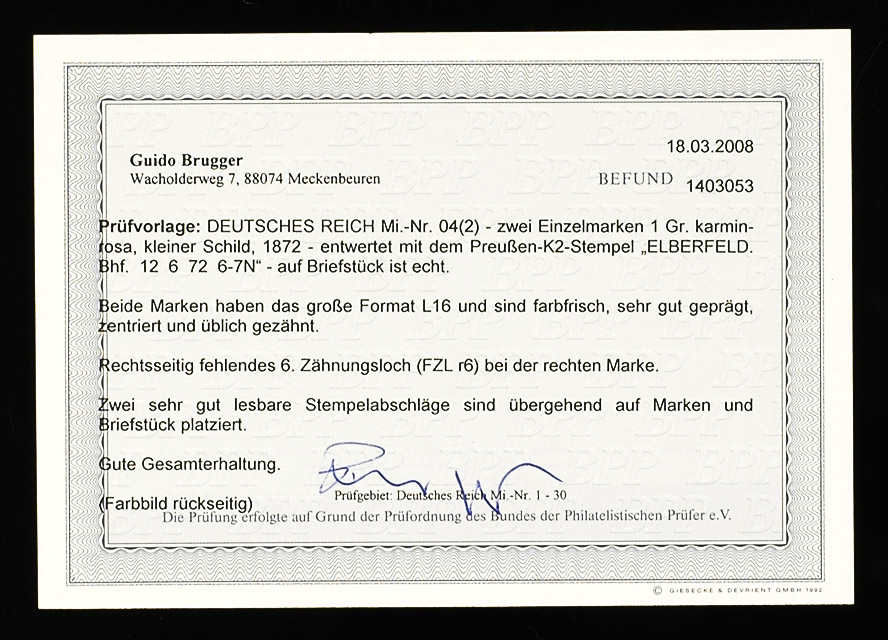 18.03.2008
Guido Brugger
Wacholderweg 7, 88074 Meckenbeuren
BEFUND 1403053
Prüfvorlage: DEUTSCHES REICH Mi.-Nr. 04(2) - zwei Einzelmarken 1 Gr. karmin-
rosa, kleiner Schild, 1872 - entwertet mit dem Preußen-K2-Stempel „ELBERFELD.
Bhf. 12 6 72 6-7N“ - auf Briefstück ist echt.
Beide Marken haben das große Format L16 und sind farbfrisch, sehr gut geprägt,
zentriert und üblich gezähnt.
Rechtsseitig fehlendes 6. Zähnungsloch (FZL r6) bei der rechten Marke.
Zwei sehr gut lesbare Stempelabschläge sind übergehend auf Marken und
Briefstück platziert.
Gute Gesamterhaltung.
Prüfgebiet: Deutsches Reich Mi.-Nr. 1 - 30
(Farbbild rückseitig)
Die Prüfung erfolgte auf Grund der Prüfordnung des Bundes der Philatelistischen Prüfer e.V.
© GIESECKE & DEVRIENT GMBH 1992